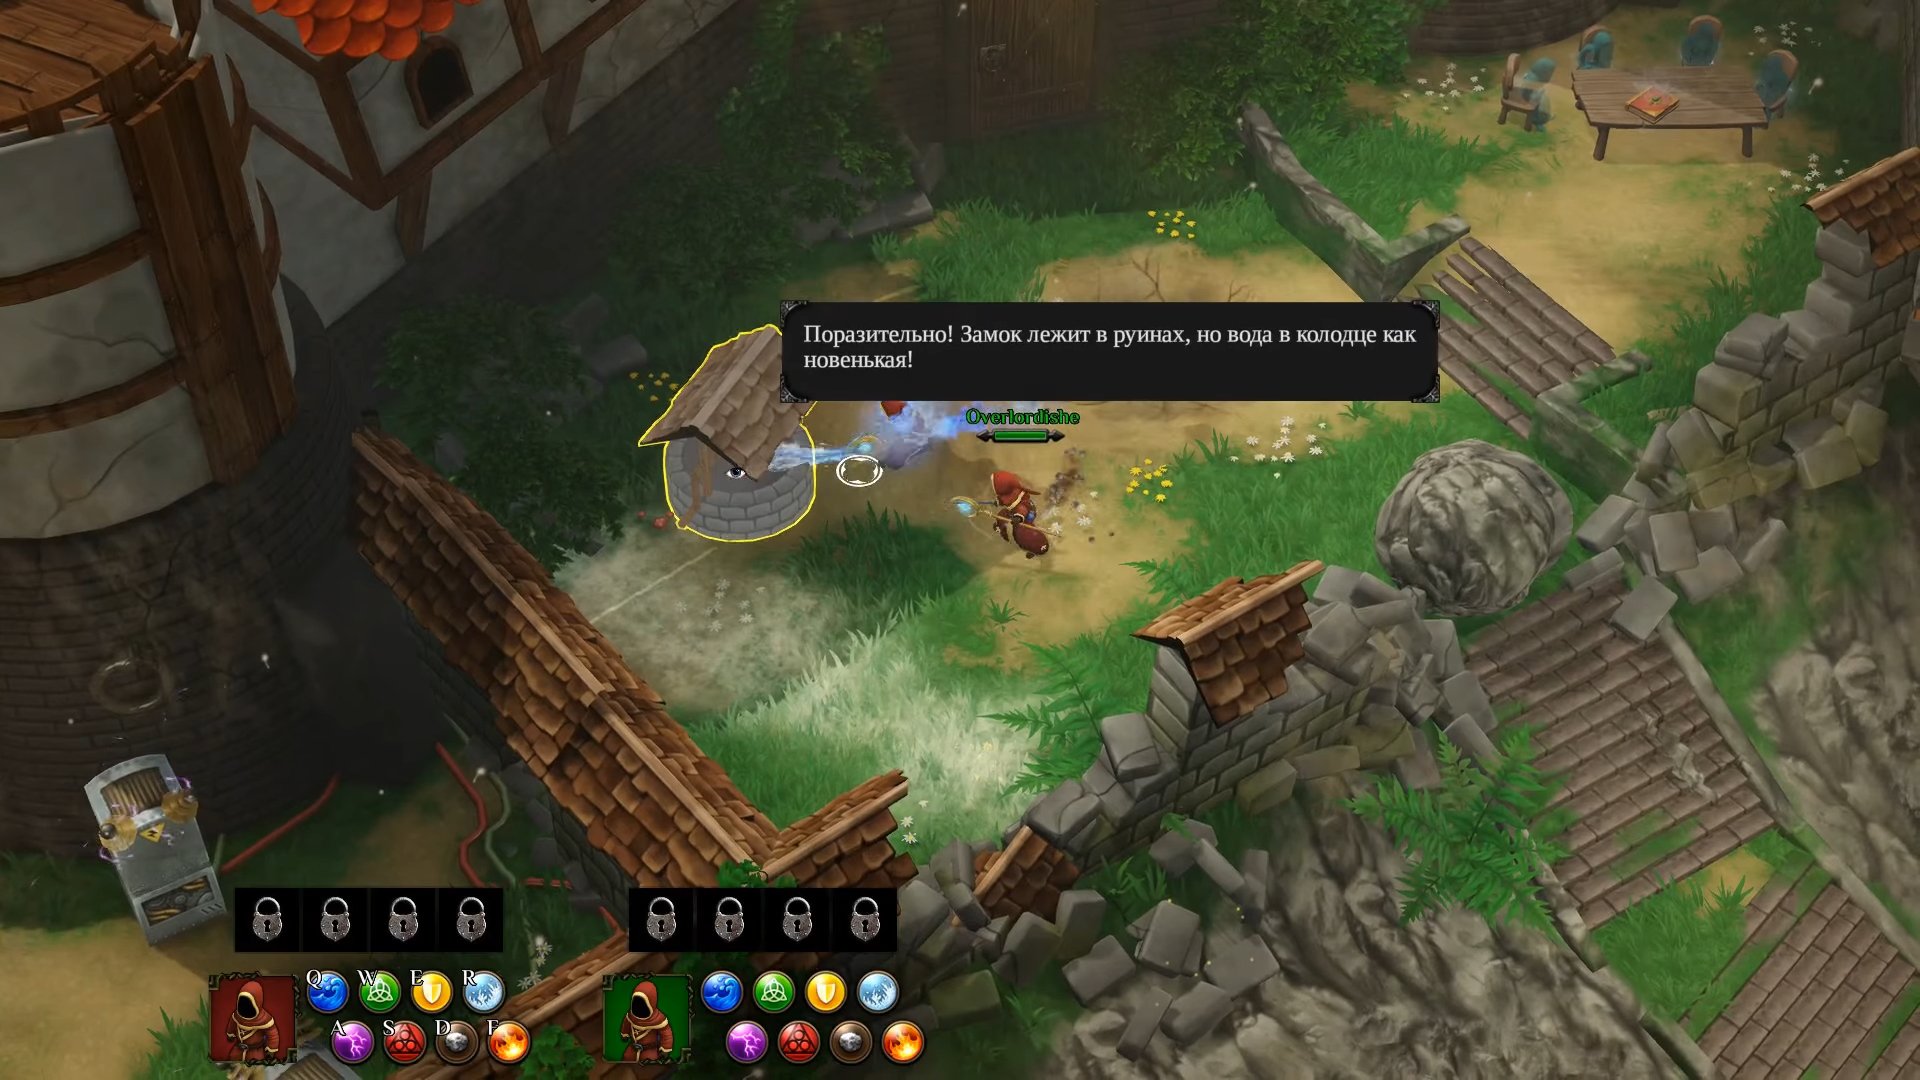 Поразительно! Замок лежит в руинах, но вода в колодце как
новенькая!
Overlordishe
Q W E R
A S D F